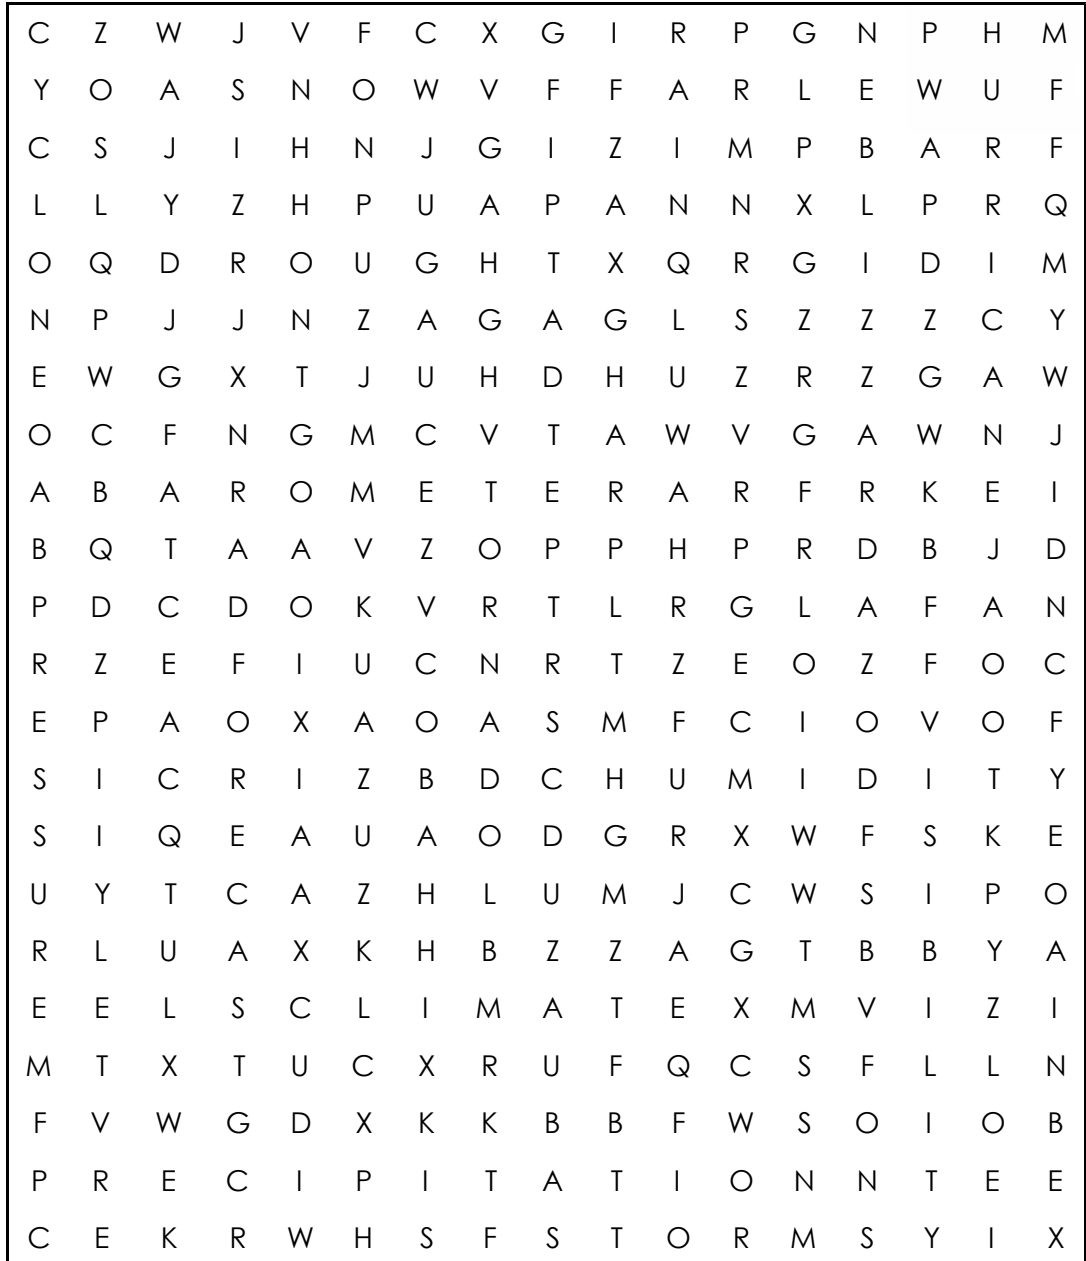 C Z W J V F C X G I R P G N P H M
Y O A S N O W V F F A R L E W U F
C S J I H N J G I Z I M P B A R F
L L Y Z H P U A P A N N X L P R Q
O Q D R O U G H T X Q R G I D I M
N P J J N Z A G A G L S Z Z Z C Y
E W G X T J U H D H U Z R Z G A W
O C F N G M C V T A W V G A W N J
A B A R O M E T E R A R F R K E I
B Q T A A V Z O P P H P R D B J D
P D C D O K V R T L R G L A F A N
R Z E F I U C N R T Z E O Z F O C
E P A O X A O A S M F C I O V O F
S I C R I Z B D C H U M I D I T Y
S I Q E A U A O D G R X W F S K E
U Y T C A Z H L U M J C W S I P O
R L U A X K H B Z Z A G T B B Y A
E E L S C L I M A T E X M V I Z I
M T X T U C X R U F Q C S F L L N
F V W G D X K K B B F W S O I O B
P R E C I P I T A T I O N N T E E
C E K R W H S F S T O R M S Y I X